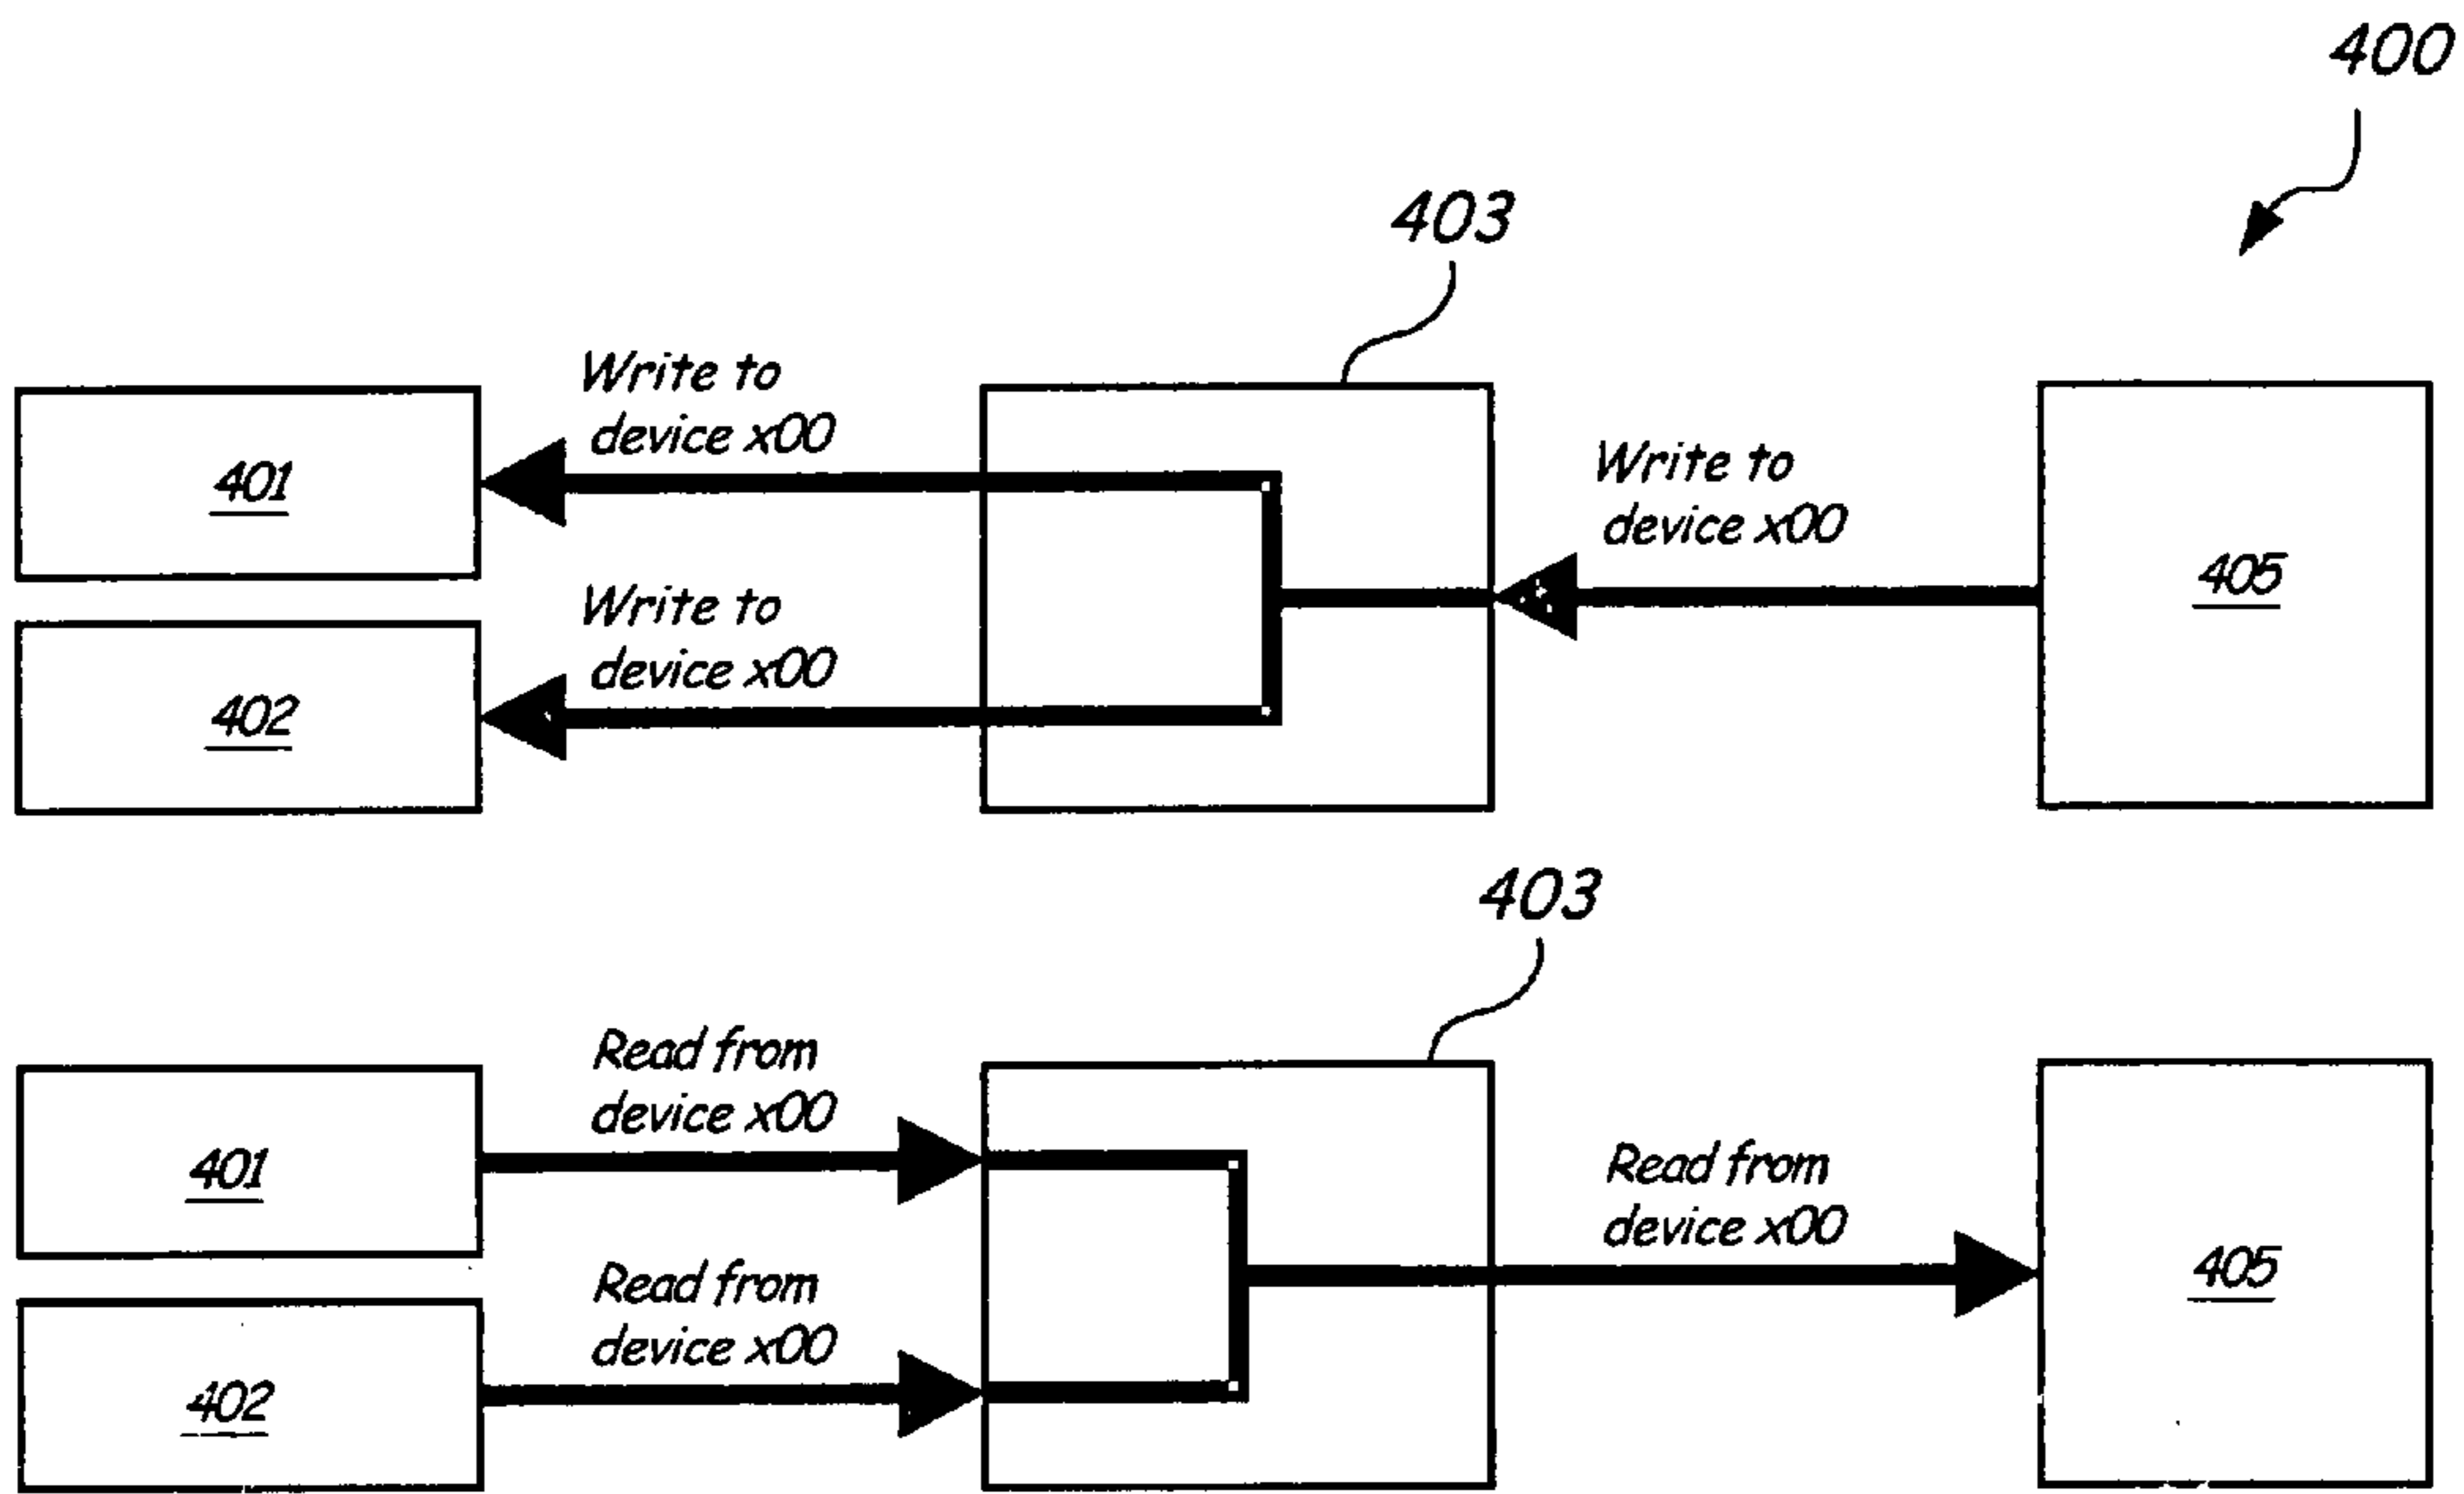 400
403
Write to
device x00
401
Write to
device x00
405
Write to
device x00
402
403
Read from
device x00
401
Read from
device x00
405
Read from
device x00
402